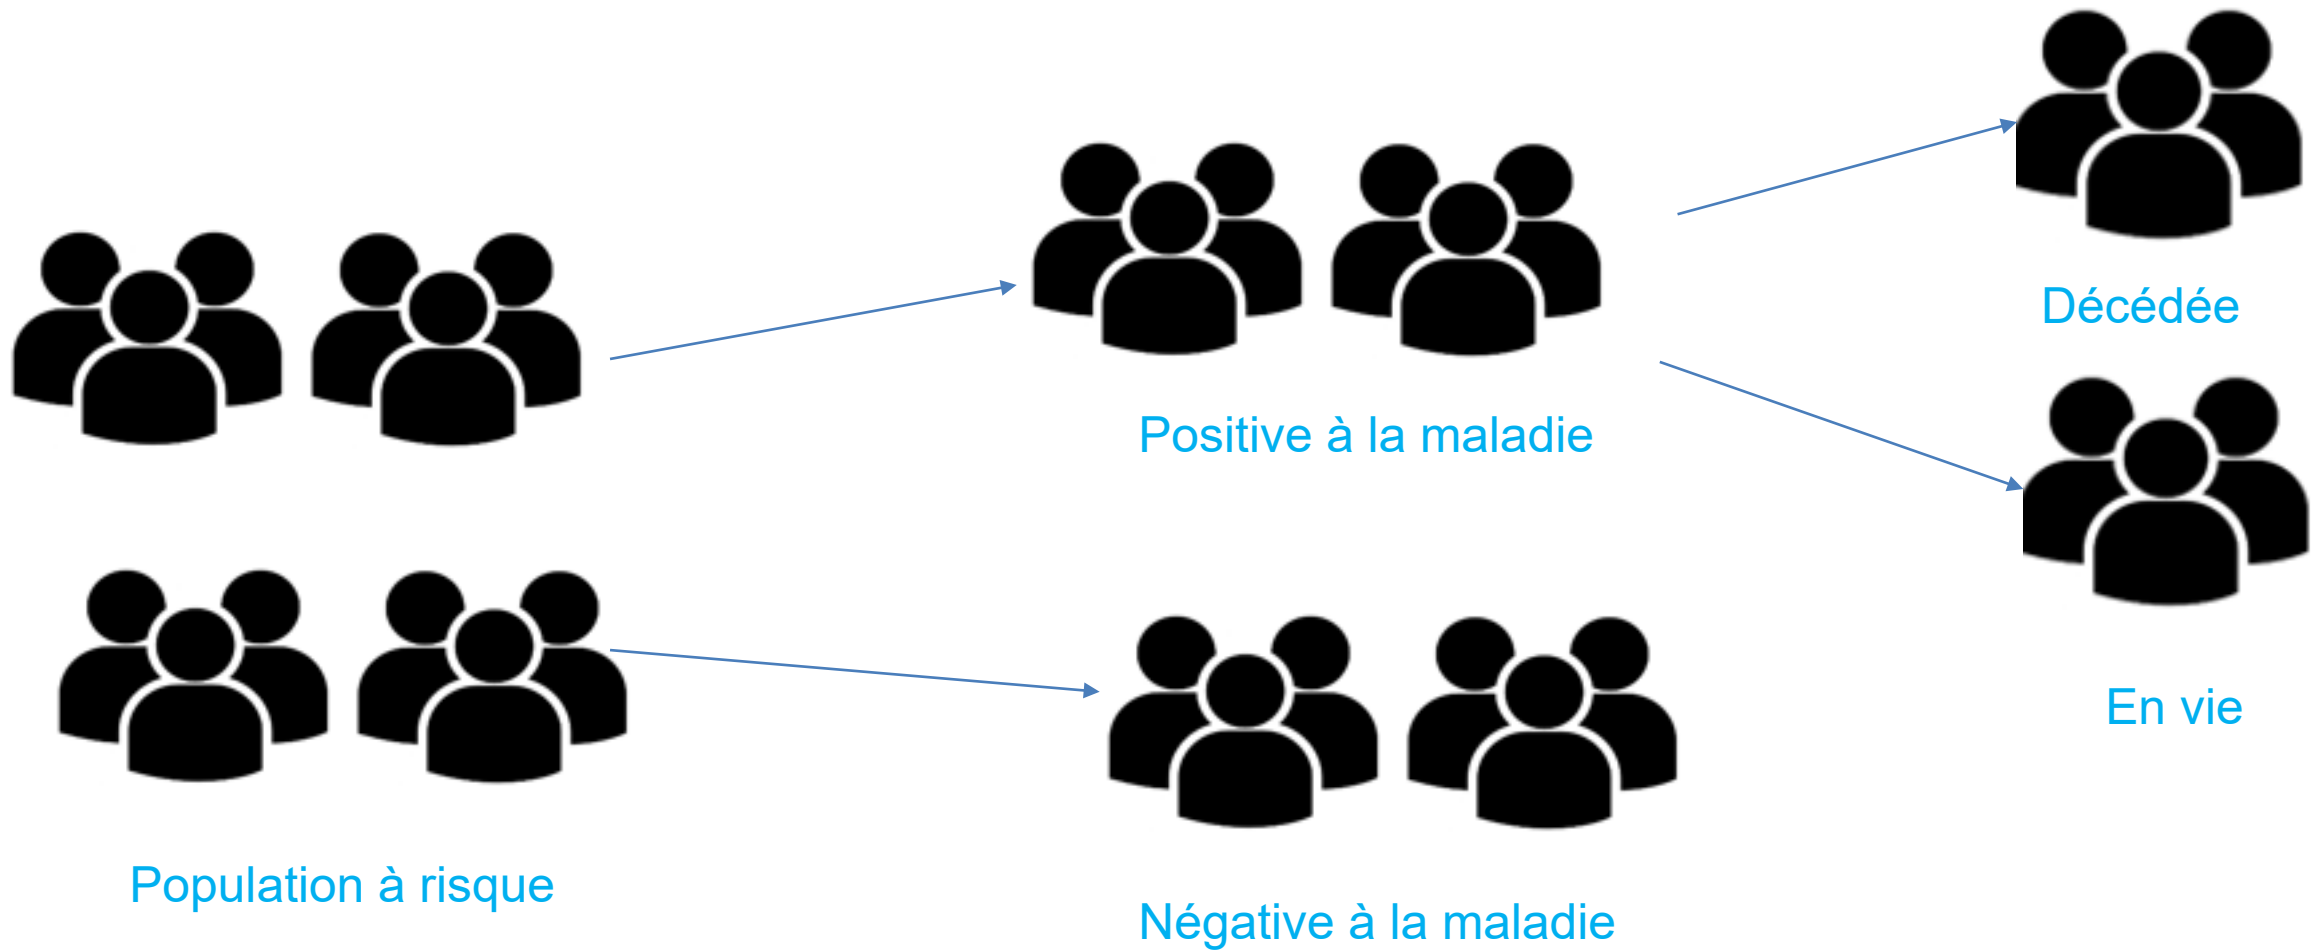 Décédée
Positive à la maladie
En vie
Population à risque
Négative à la maladie